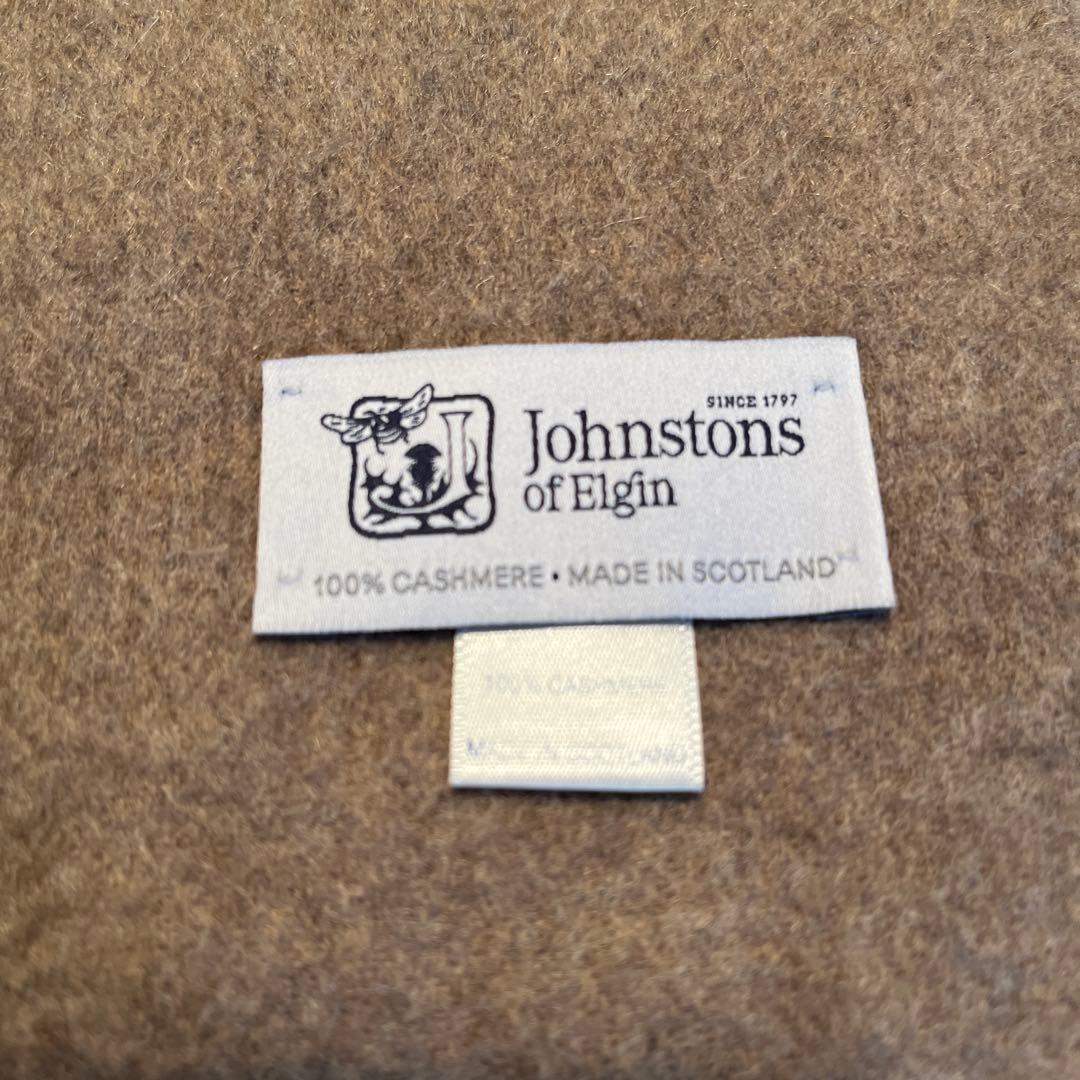 SINCE 1797
Johnstons
of Elgin
100% CASHMERE • MADE IN SCOTLAND
100% CASHMERE
MADE IN SCOTLAND